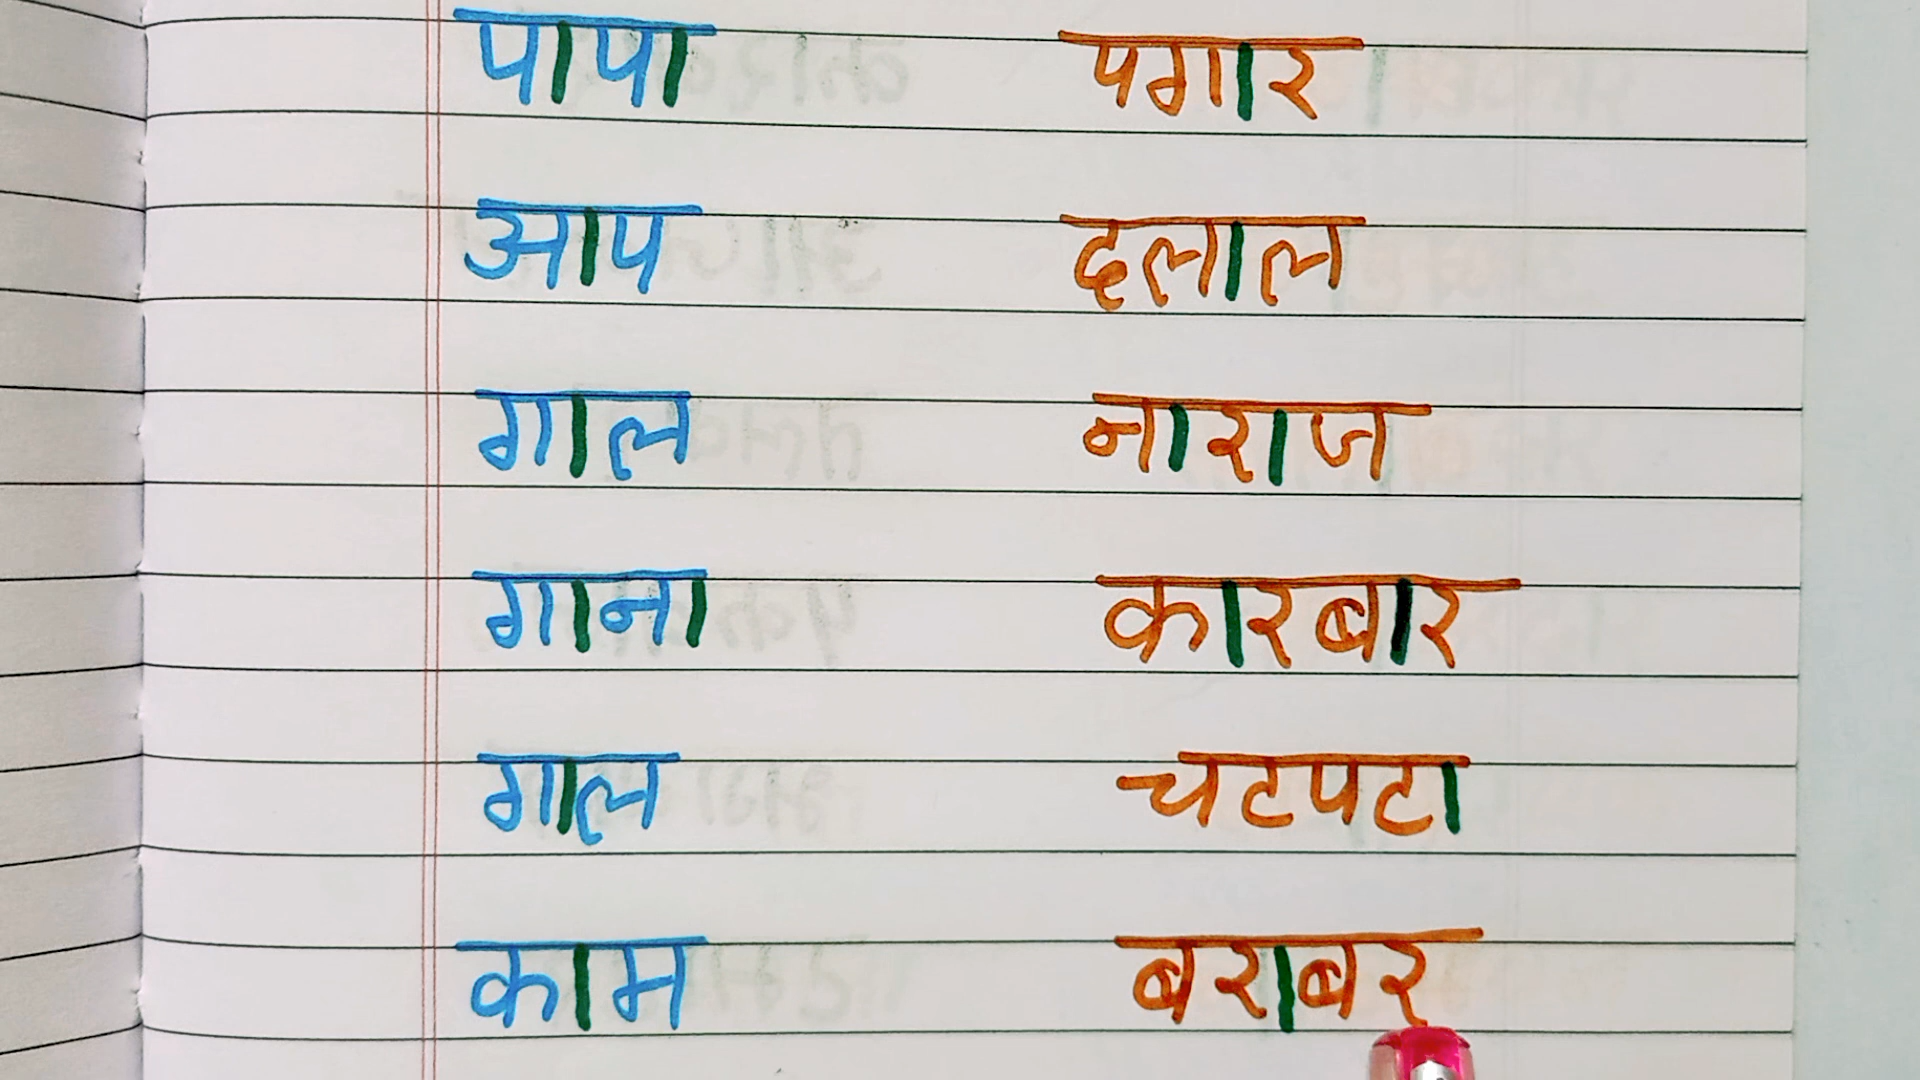 पापा पगार
आप दलाल
गाल नाराज
गाना कारबार
गाल चटपटा
काम बराबर